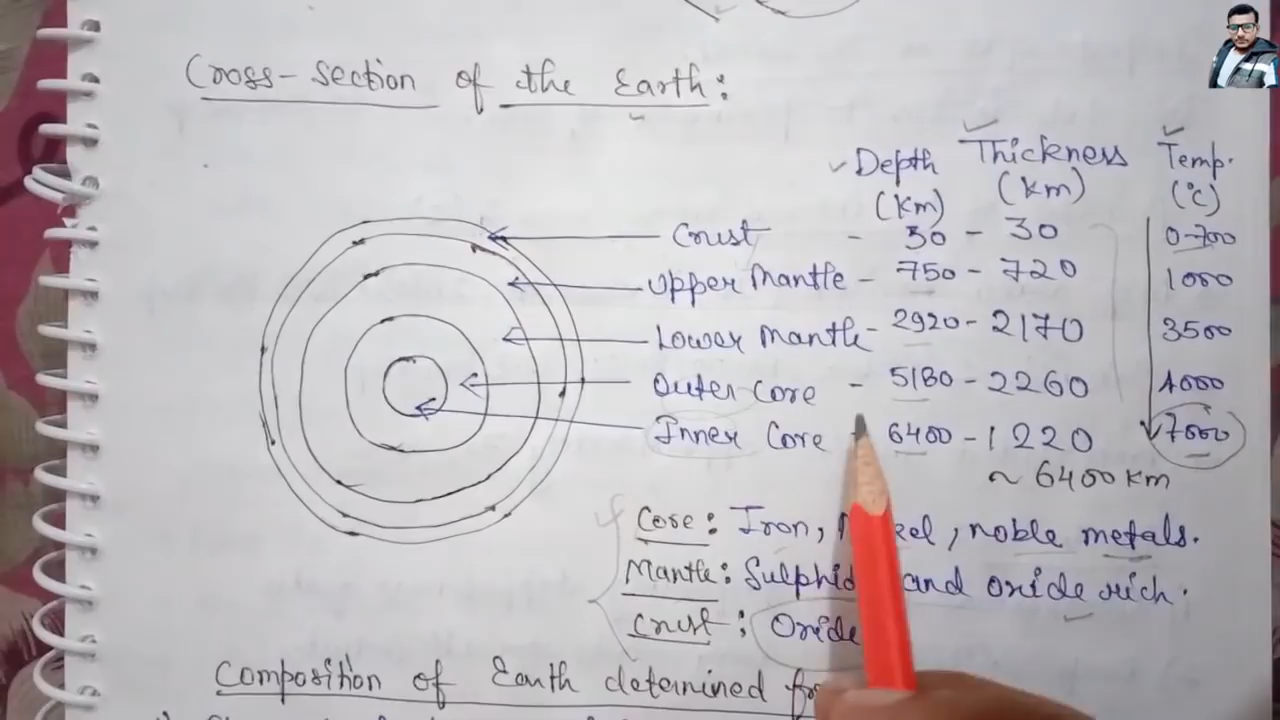 Cross-section of the Earth:
Depth (km) Thickness (km) Temp. (°C)
Crust - 30 - 30 0-700
Upper Mantle - 750 - 720 1000
Lower Mantle - 2920 - 2170 3500
Outer Core - 5180 - 2260 4000
Inner Core - 6400 - 1220 7000
~ 6400 km
Core: Iron, noble metals.
Mantle: and oxide rich.
Crust: Oxide
Composition of Earth determined